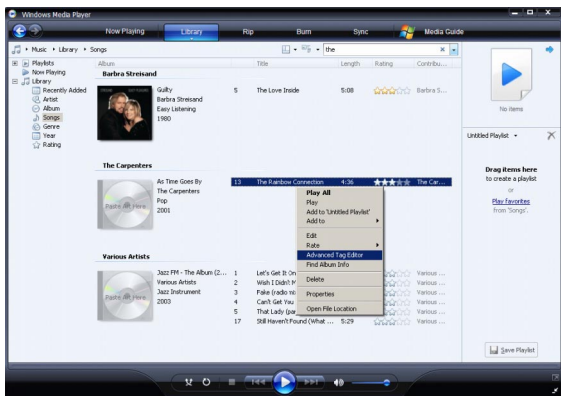 Windows Media Player
Now Playing Library Rip Burn Sync Media Guide
Music Library Songs the
Playlists
Now Playing
Library
Recently Added
Artist
Album
Songs
Genre
Year
Rating
Album Title Length Rating Contribu...
Barbra Streisand
Guilty 5 The Love Inside 5:08 Barbra S...
Barbra Streisand
Easy Listening
1980
The Carpenters
As Time Goes By 13 The Rainbow Connection 4:36 The Car...
The Carpenters
Pop
2001
Paste Art Here
Play All
Play
Add to 'Untitled Playlist'
Add to
Edit
Rate
Advanced Tag Editor
Find Album Info
Delete
Properties
Open File Location
Various Artists
Jazz FM - The Album (2... 1 Let's Get It On Various ...
Various Artists 2 Wish I Didn't M Various ...
Jazz Instrument 3 Fake (radio mi Various ...
2003 4 Can't Get You Various ...
5 That Lady (par Various ...
17 Still Haven't Found (What ... 5:29 Various ...
Paste Art Here
No items
Untitled Playlist
Drag items here
to create a playlist
or
Play favorites
from 'Songs'.
Save Playlist